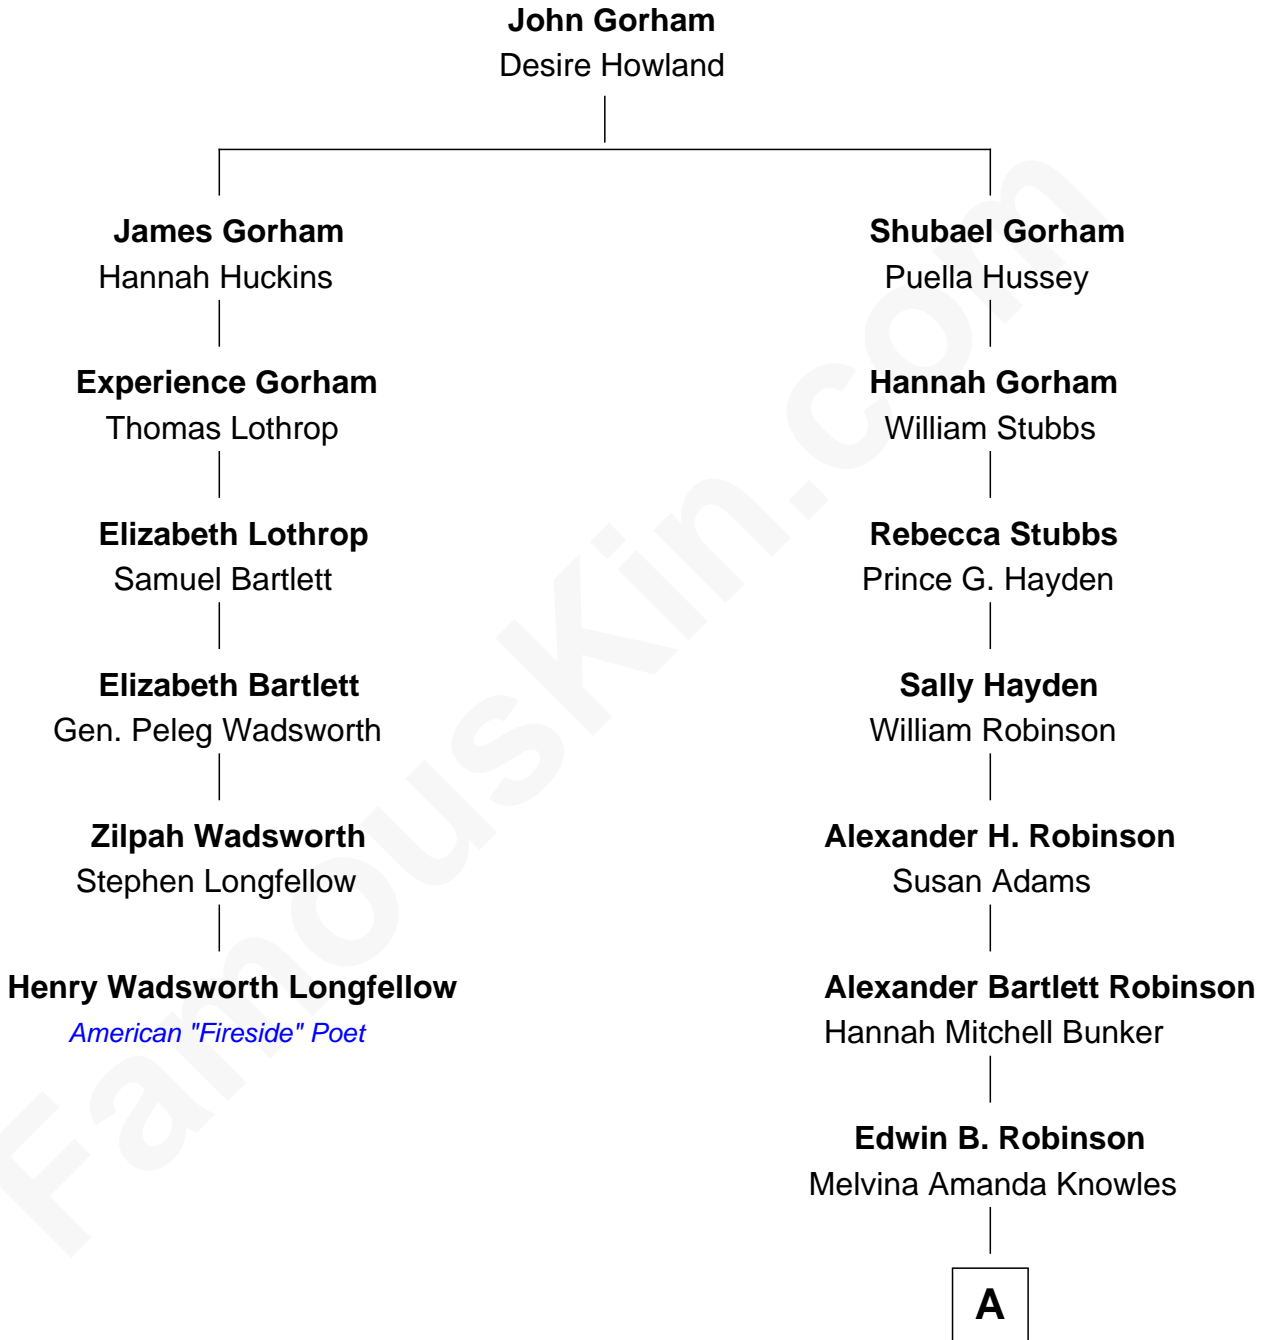 John Gorham
Desire Howland
James Gorham
Hannah Huckins
Shubael Gorham
Puella Hussey
Experience Gorham
Thomas Lothrop
Hannah Gorham
William Stubbs
Elizabeth Lothrop
Samuel Bartlett
Rebecca Stubbs
Prince G. Hayden
Elizabeth Bartlett
Gen. Peleg Wadsworth
Sally Hayden
William Robinson
Zilpah Wadsworth
Stephen Longfellow
Alexander H. Robinson
Susan Adams
Henry Wadsworth Longfellow
American "Fireside" Poet
Alexander Bartlett Robinson
Hannah Mitchell Bunker
Edwin B. Robinson
Melvina Amanda Knowles
A
FamousKin.com